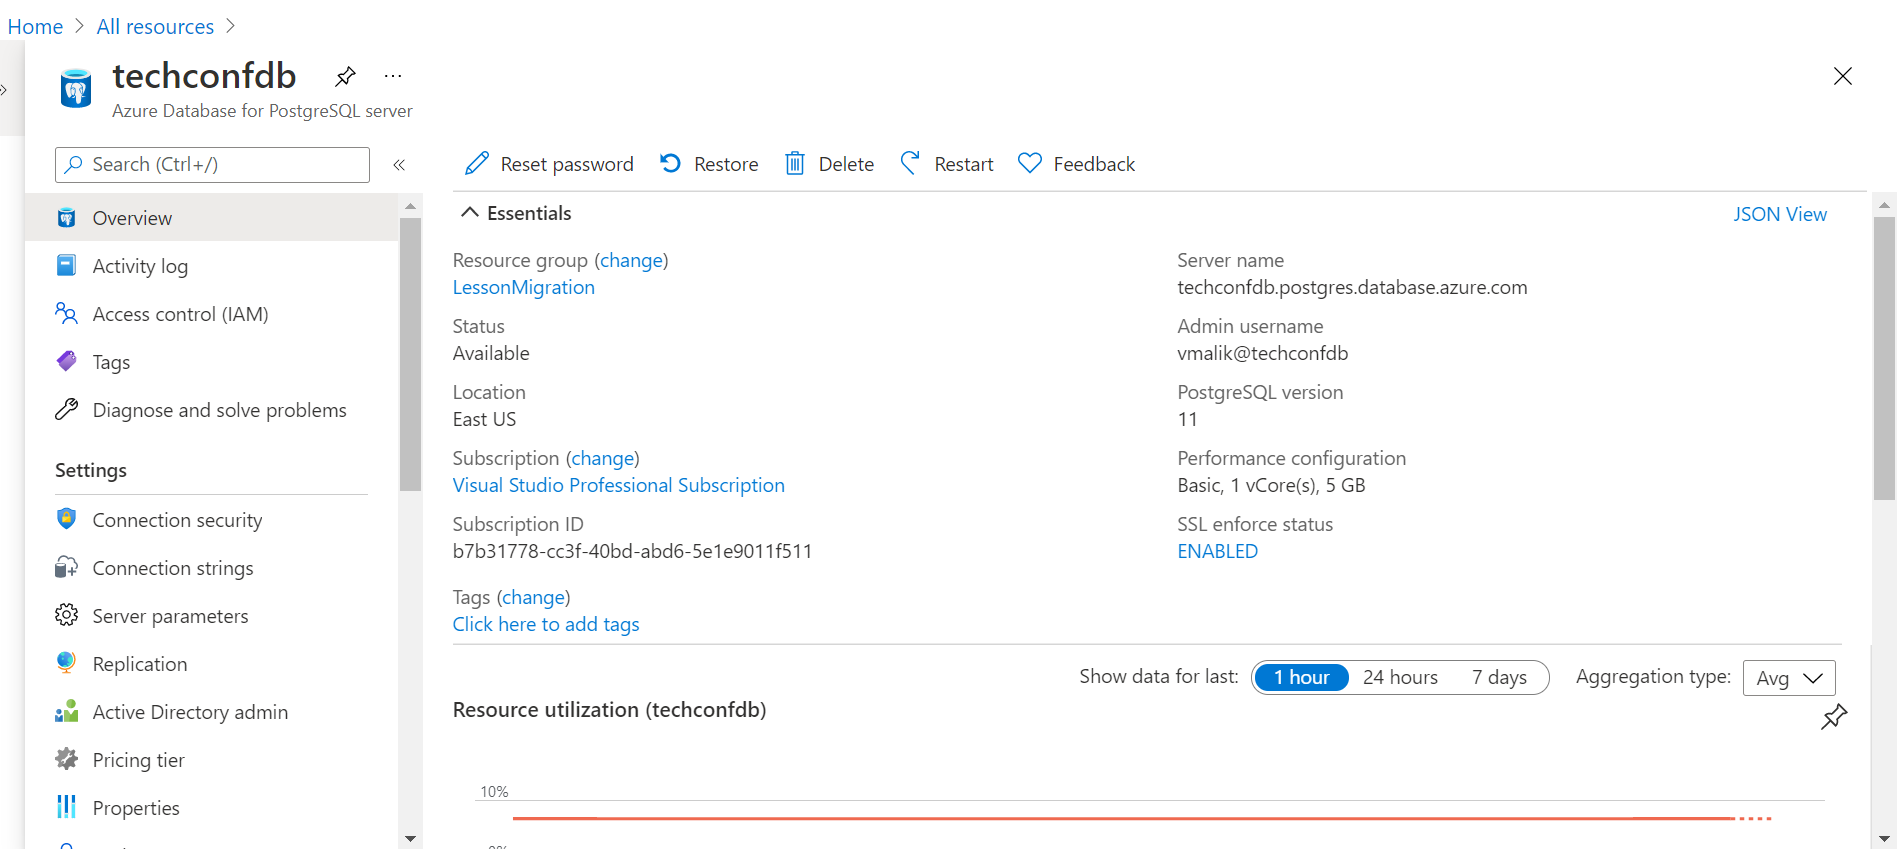 Home > All resources >
techconfdb
Azure Database for PostgreSQL server
Search (Ctrl+/)
Overview
Activity log
Access control (IAM)
Tags
Diagnose and solve problems
Settings
Connection security
Connection strings
Server parameters
Replication
Active Directory admin
Pricing tier
Properties
Reset password Restore Delete Restart Feedback
Essentials
JSON View
Resource group (change)
LessonMigration
Status
Available
Location
East US
Subscription (change)
Visual Studio Professional Subscription
Subscription ID
b7b31778-cc3f-40bd-abd6-5e1e9011f511
Tags (change)
Click here to add tags
Server name
techconfdb.postgres.database.azure.com
Admin username
vmalik@techconfdb
PostgreSQL version
11
Performance configuration
Basic, 1 vCore(s), 5 GB
SSL enforce status
ENABLED
Show data for last: 1 hour 24 hours 7 days Aggregation type: Avg
Resource utilization (techconfdb)
10%